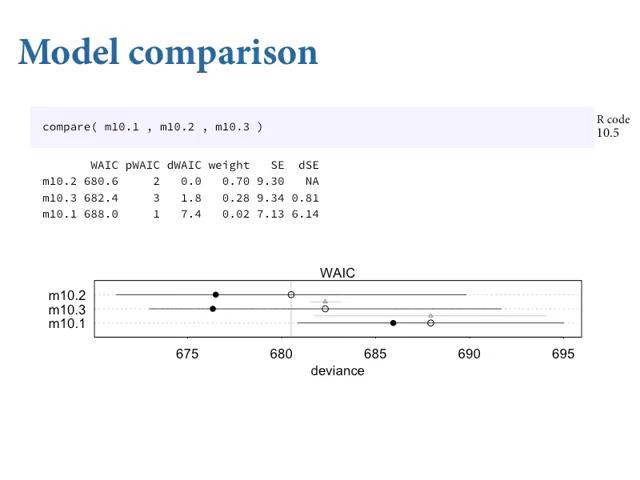 Model comparison
compare( m10.1 , m10.2 , m10.3 )
R code
10.5
WAIC pWAIC dWAIC weight SE dSE
m10.2 680.6 2 0.0 0.70 9.30 NA
m10.3 682.4 3 1.8 0.28 9.34 0.81
m10.1 688.0 1 7.4 0.02 7.13 6.14
WAIC
m10.2
m10.3
m10.1
675 680 685 690 695
deviance